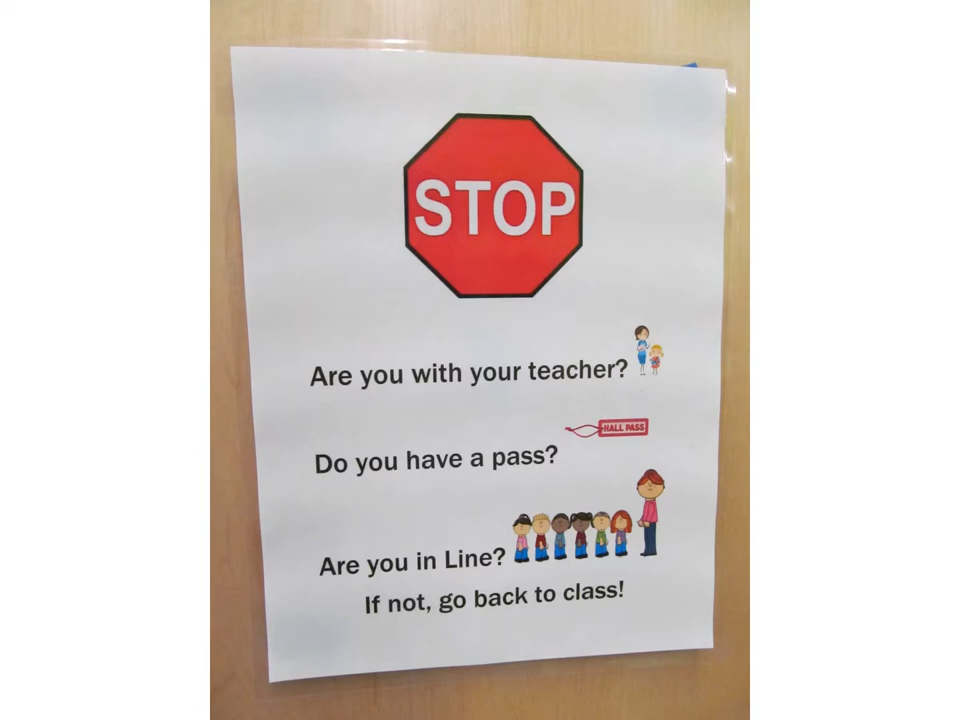 STOP
Are you with your teacher?
HALL PASS
Do you have a pass?
Are you in Line?
If not, go back to class!